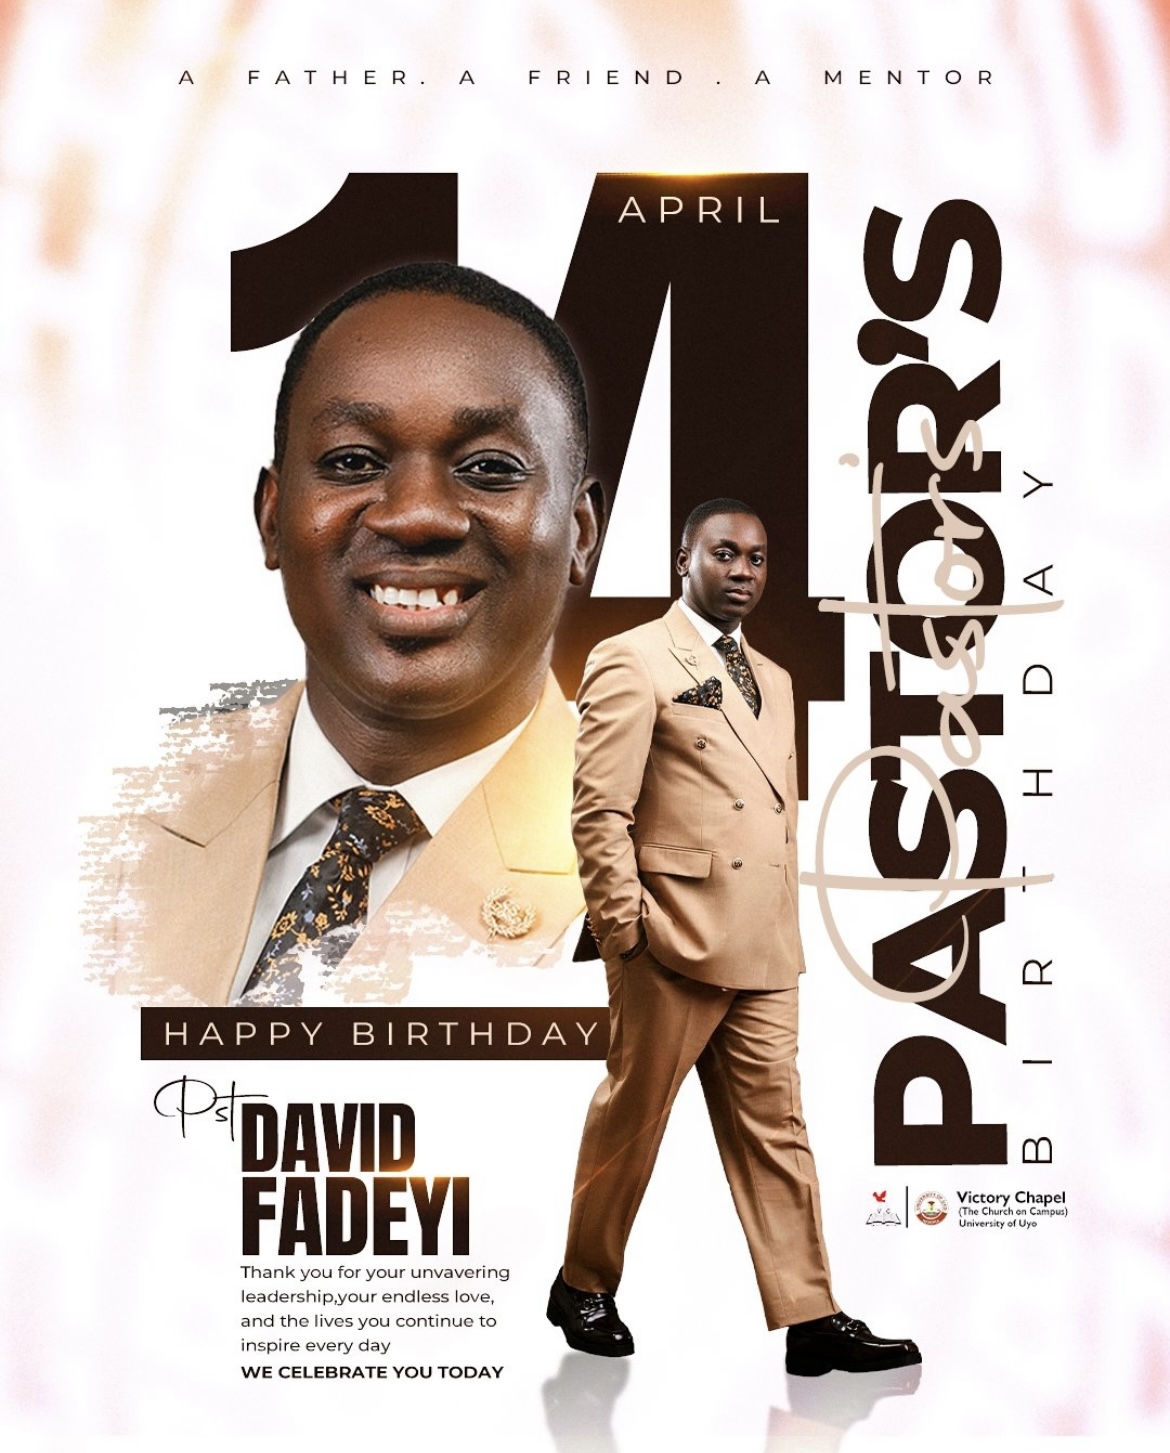 A FATHER. A FRIEND . A MENTOR
14
APRIL
PASTOR'S
Pastors
BIRTHDAY
HAPPY BIRTHDAY
Pst
DAVID
FADEYI
Thank you for your unvavering
leadership,your endless love,
and the lives you continue to
inspire every day
WE CELEBRATE YOU TODAY
V C
Victory Chapel
(The Church on Campus)
University of Uyo